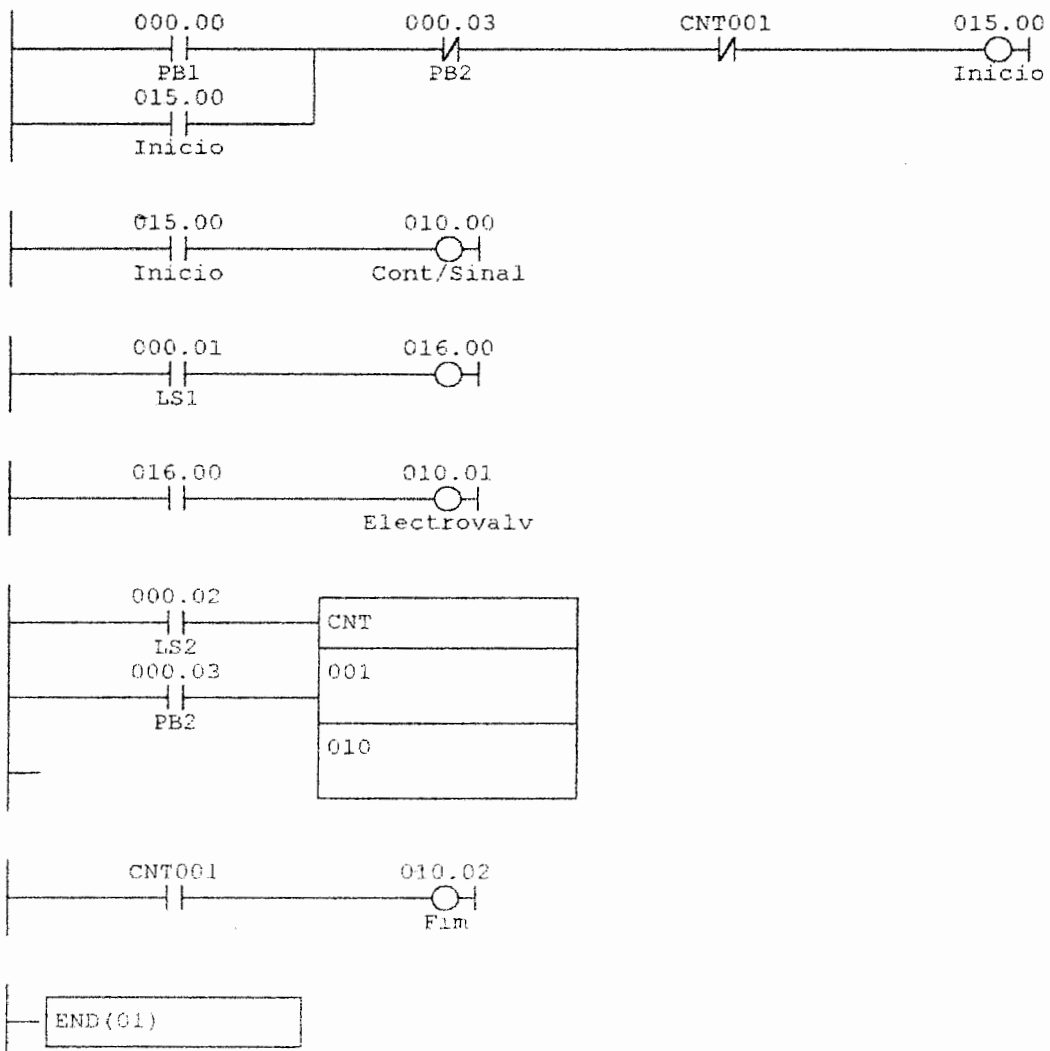 000.00 000.03 CNT001 015.00
PB1 PB2 Inicio
015.00
Inicio
015.00 010.00
Inicio Cont/Sinal
000.01 016.00
LS1
016.00 010.01
Electrovalv
000.02
CNT
LS2
000.03
001
PB2
010
CNT001 010.02
Fim
END(01)